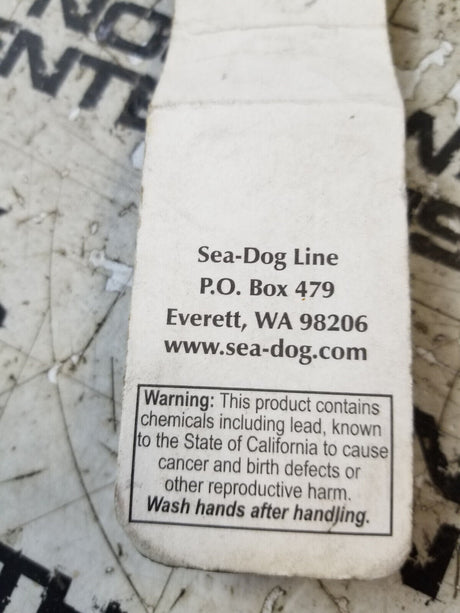 NO
ENTE
Sea-Dog Line
P.O. Box 479
Everett, WA 98206
www.sea-dog.com
Warning: This product contains
chemicals including lead, known
to the State of California to cause
cancer and birth defects or
other reproductive harm.
Wash hands after handling.